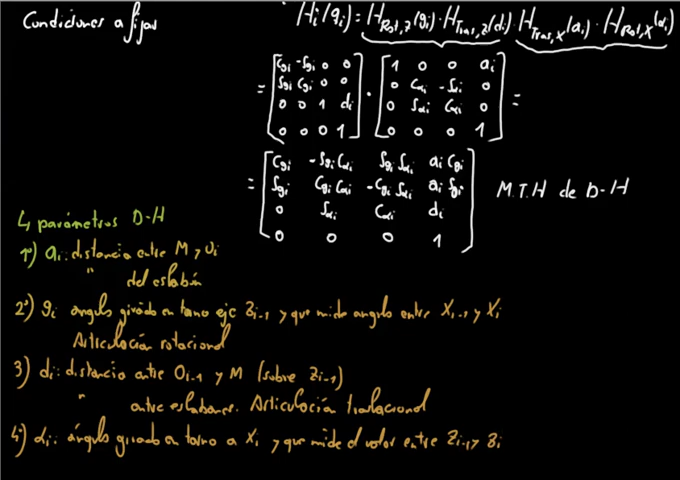 Condiciones a fijar
Hi(qi) = HRot,z(θi) · HTras,z(di) · HTras,x(ai) · HRot,x(αi)
= [Cθi -Sθi 0 0] · [1 0 0 ai] =
[Sθi Cθi 0 0] [0 Cαi -Sαi 0]
[0 0 1 di] [0 Sαi Cαi 0]
[0 0 0 1] [0 0 0 1]
= [Cθi -Sθi Cαi Sθi Sαi ai Cθi]
[Sθi Cθi Cαi -Cθi Sαi ai Sθi] M.T.H de D-H
[0 Sαi Cαi di]
[0 0 0 1]
4 parámetros D-H
1º) ai: distancia entre M y Oi
" del eslabón
2º) θi ángulo girado en torno eje Zi-1 y que mide angulo entre Xi-1 y Xi
Articulación rotacional
3) di: distancia entre Oi-1 y M (sobre Zi-1)
" entre eslabones. Articulación traslacional
4) αi: ángulo girado en torno a Xi y que mide el valor entre Zi-1 y Zi